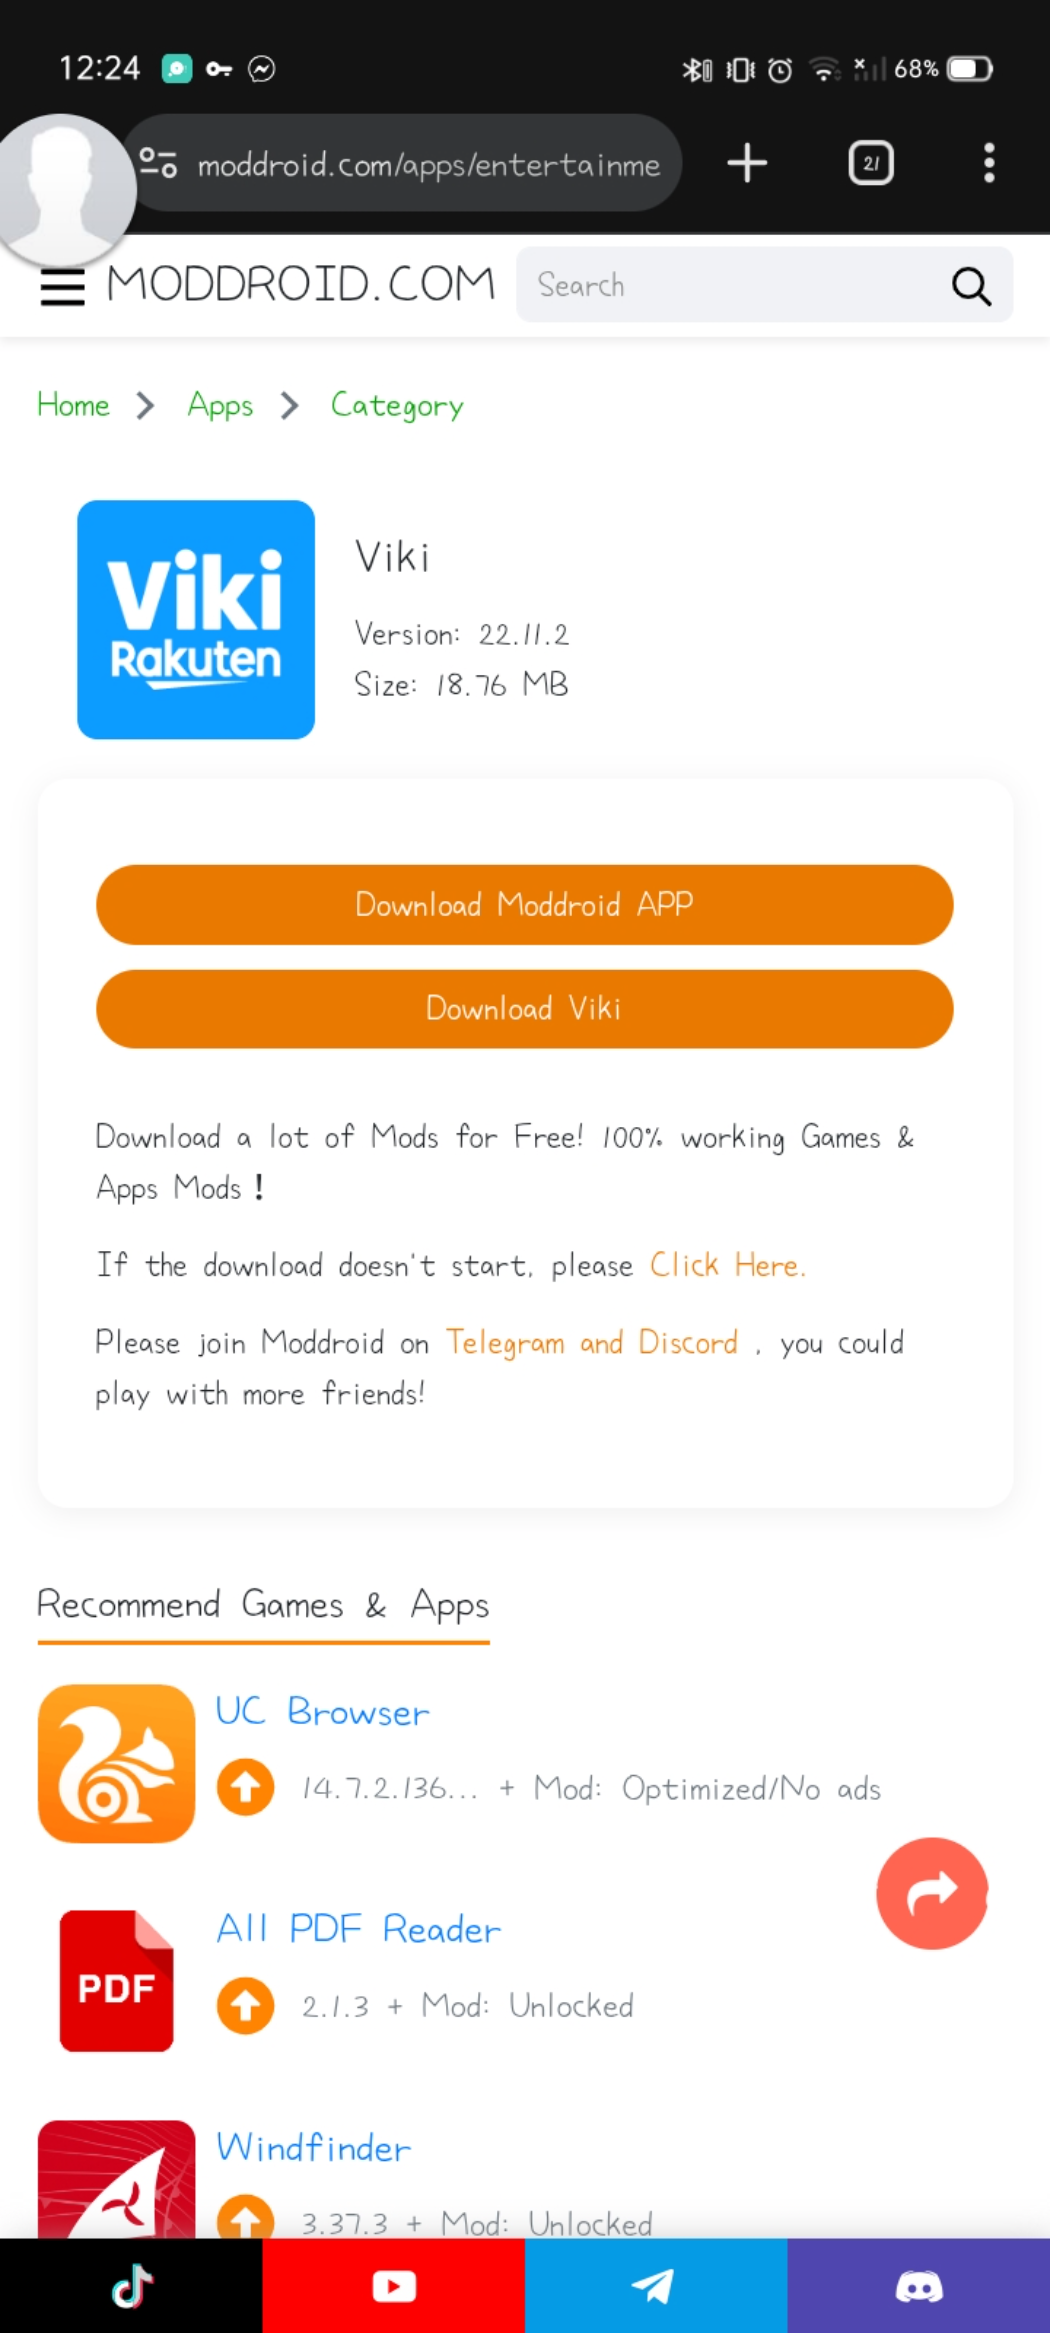 12:24
68%
moddroid.com/apps/entertainme
21
MODDROID.COM
Search
Home
Apps
Category
Viki
Rakuten
Viki
Version: 22.11.2
Size: 18.76 MB
Download Moddroid APP
Download Viki
Download a lot of Mods for Free! 100% working Games &
Apps Mods！
If the download doesn't start, please Click Here.
Please join Moddroid on Telegram and Discord , you could
play with more friends!
Recommend Games & Apps
UC Browser
14.7.2.136... + Mod: Optimized/No ads
All PDF Reader
PDF
2.1.3 + Mod: Unlocked
Windfinder
3.37.3 + Mod: Unlocked